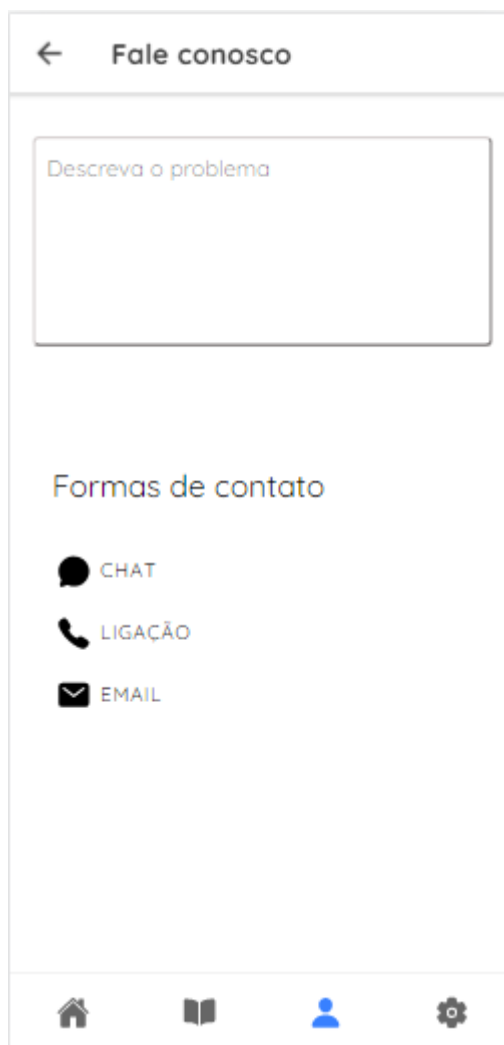 Fale conosco
Descreva o problema
Formas de contato
CHAT
LIGAÇÃO
EMAIL